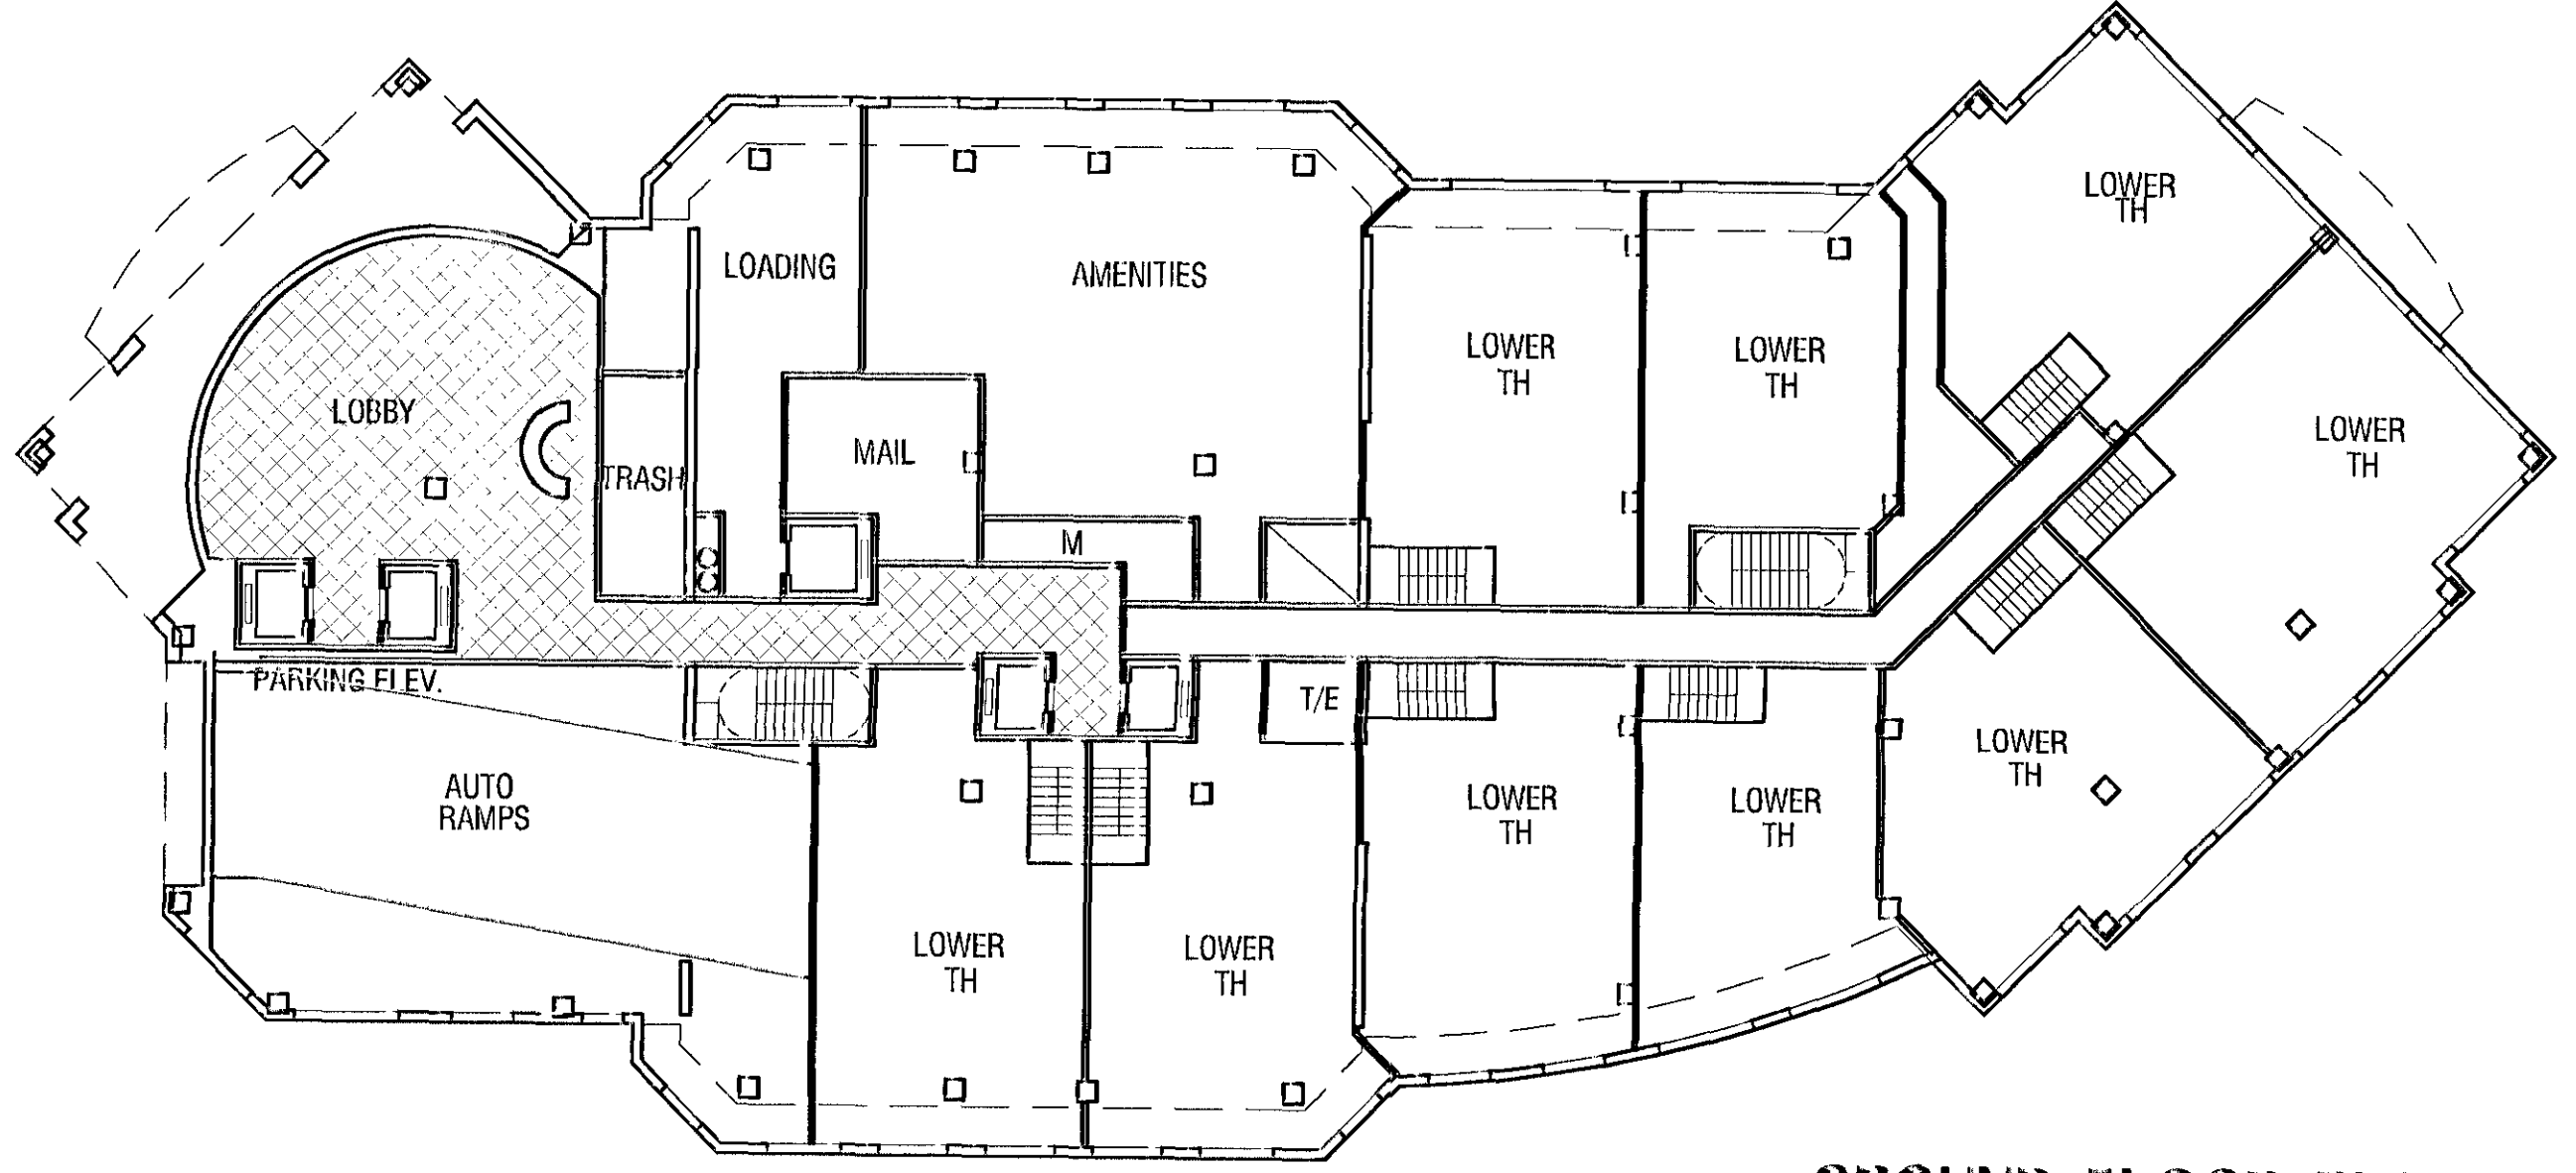 LOWER
TH
LOADING
AMENITIES
LOWER
TH
LOWER
TH
LOBBY
LOWER
TH
MAIL
TRASH
M
PARKING ELEV.
T/E
LOWER
TH
AUTO
RAMPS
LOWER
TH
LOWER
TH
LOWER
TH
LOWER
TH